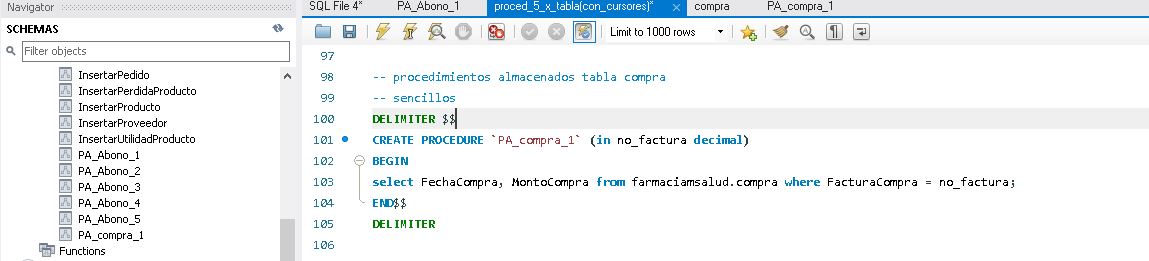 Navigator
SCHEMAS
Filter objects
InsertarPedido
InsertarPerdidaProducto
InsertarProducto
InsertarProveedor
InsertarUtilidadProducto
PA_Abono_1
PA_Abono_2
PA_Abono_3
PA_Abono_4
PA_Abono_5
PA_compra_1
Functions
SQL File 4* PA_Abono_1 proced_5_x_tabla(con_cursores)* compra PA_compra_1
Limit to 1000 rows
97
98 -- procedimientos almacenados tabla compra
99 -- sencillos
100 DELIMITER $$
101 CREATE PROCEDURE `PA_compra_1` (in no_factura decimal)
102 BEGIN
103 select FechaCompra, MontoCompra from farmaciamsalud.compra where FacturaCompra = no_factura;
104 END$$
105 DELIMITER
106